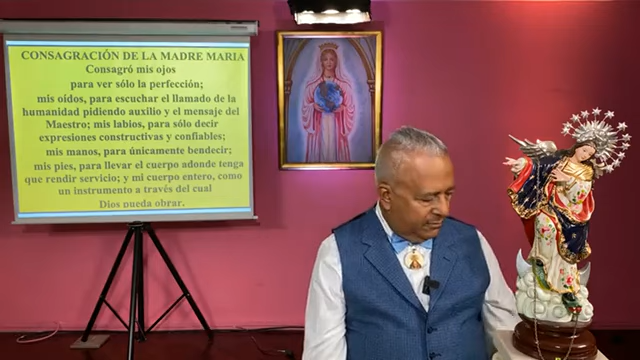 CONSAGRACIÓN DE LA MADRE MARIA
Consagró mis ojos
para ver sólo la perfección;
mis oídos, para escuchar el llamado de la
humanidad pidiendo auxilio y el mensaje del
Maestro; mis labios, para sólo decir
expresiones constructivas y confiables;
mis manos, para únicamente bendecir;
mis pies, para llevar el cuerpo adonde tenga
que rendir servicio; y mi cuerpo entero, como
un instrumento a través del cual
Dios pueda obrar.